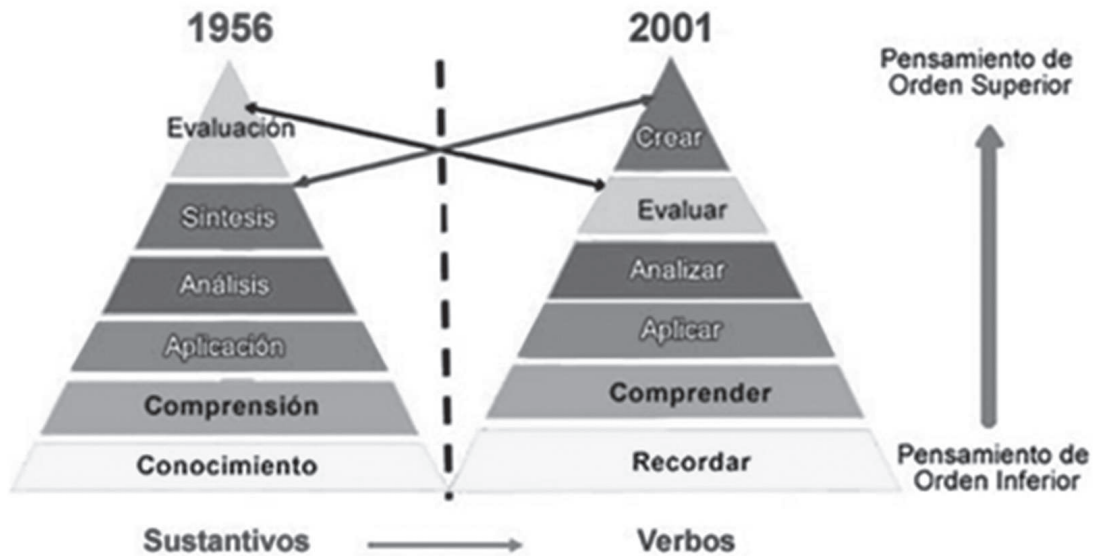 1956
Evaluación
Síntesis
Análisis
Aplicación
Comprensión
Conocimiento
Sustantivos
2001
Crear
Evaluar
Analizar
Aplicar
Comprender
Recordar
Verbos
Pensamiento de
Orden Superior
Pensamiento de
Orden Inferior